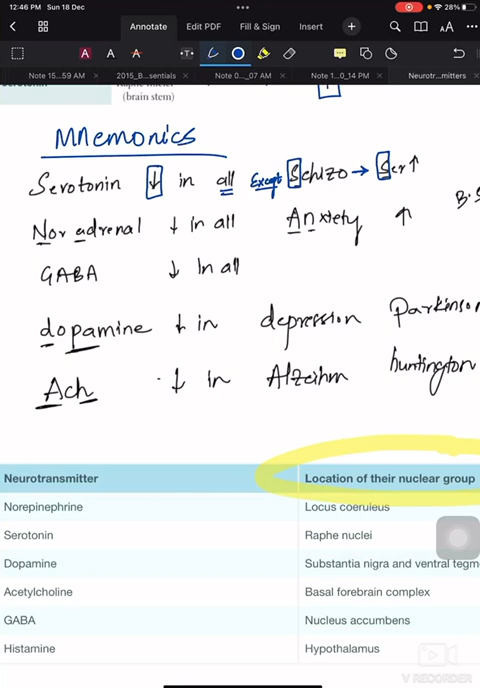 12:46 PM Sun 18 Dec 28%
Annotate Edit PDF Fill & Sign Insert
Note 15...59 AM 2015_B...sentials Note 0..._07 AM Note 1...0_14 PM Neurotr...mitters
(brain stem)
MNemonics
Serotonin ↓ in all Except Schizo → Ser ↑
Nor adrenal ↓ in all Anxiety ↑ B.S
GABA ↓ In all
dopamine ↓ in depression Parkinson
Ach ↓ in Alzeihm huntington
Neurotransmitter Location of their nuclear group
Norepinephrine Locus coeruleus
Serotonin Raphe nuclei
Dopamine Substantia nigra and ventral tegm
Acetylcholine Basal forebrain complex
GABA Nucleus accumbens
Histamine Hypothalamus
V RECORDER